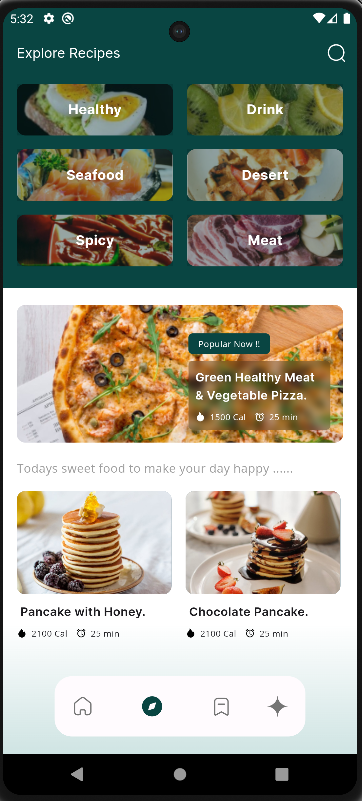 5:32
Explore Recipes
Healthy Drink
Seafood Desert
Spicy Meat
Popular Now !!
Green Healthy Meat
& Vegetable Pizza.
1500 Cal 25 min
Todays sweet food to make your day happy ......
Pancake with Honey. Chocolate Pancake.
2100 Cal 25 min 2100 Cal 25 min